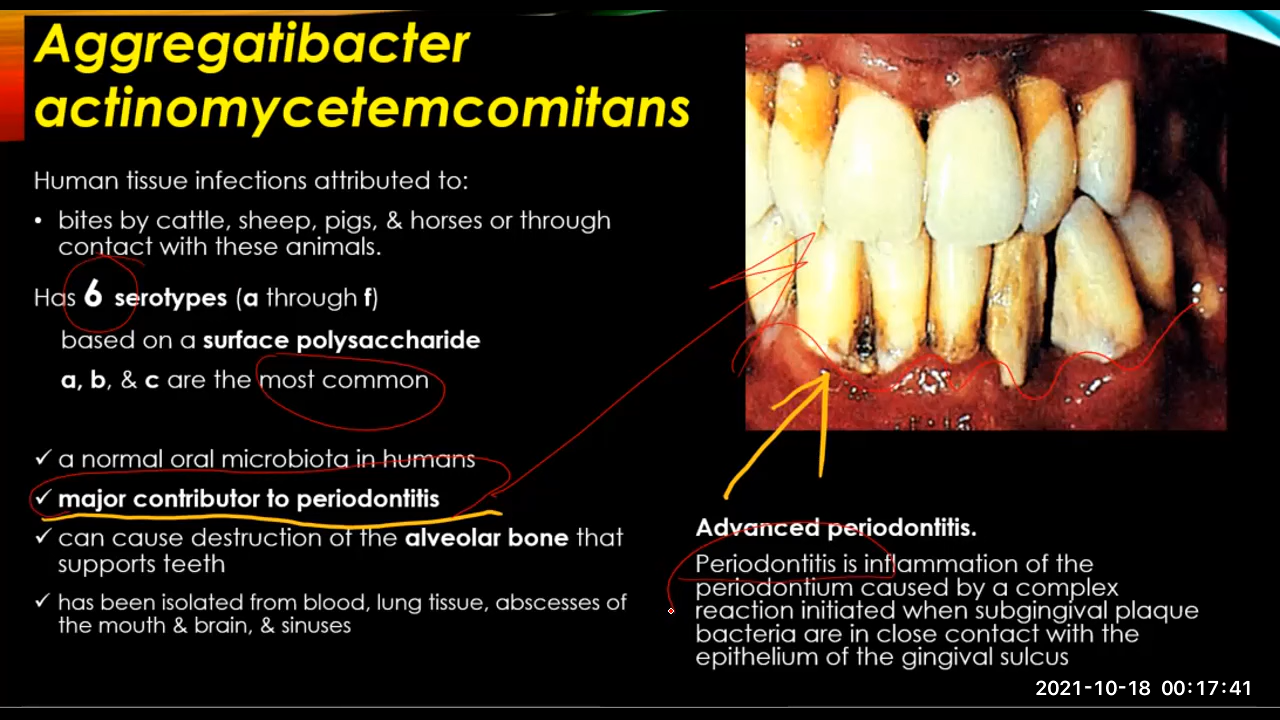 Aggregatibacter
actinomycetemcomitans
Human tissue infections attributed to:
• bites by cattle, sheep, pigs, & horses or through
contact with these animals.
Has 6 serotypes (a through f)
based on a surface polysaccharide
a, b, & c are the most common
✓ a normal oral microbiota in humans
✓ major contributor to periodontitis
✓ can cause destruction of the alveolar bone that
supports teeth
✓ has been isolated from blood, lung tissue, abscesses of
the mouth & brain, & sinuses
Advanced periodontitis.
Periodontitis is inflammation of the
periodontium caused by a complex
reaction initiated when subgingival plaque
bacteria are in close contact with the
epithelium of the gingival sulcus
2021-10-18 00:17:41